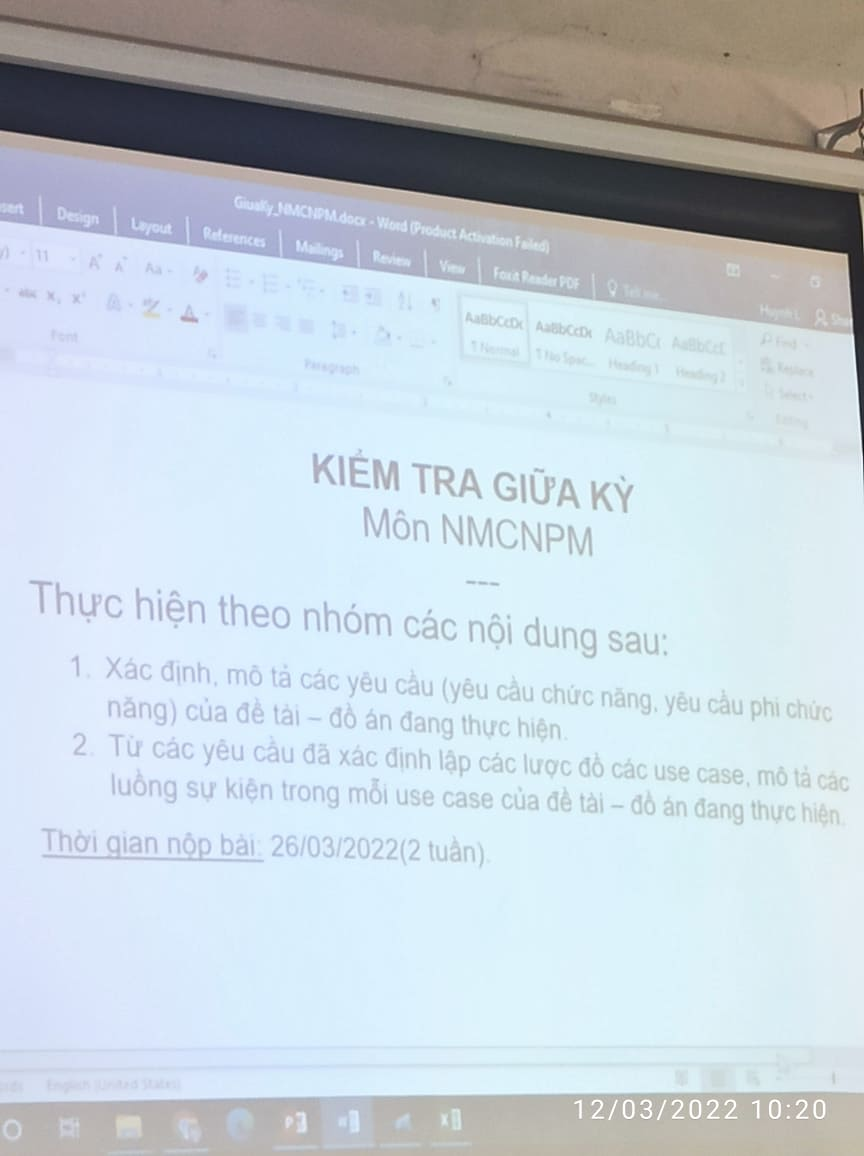 Giually_NMCNPM.docx - Word (Product Activation Failed)
Design Layout References Mailings Review View Foxit Reader PDF Tell me...
Huynh L
11 Aa
Find
Replace
Select
AaBbCcDc AaBbCcDc AaBbC( AaBbCcC
¶ Normal ¶ No Spac... Heading 1 Heading 2
Font Paragraph Styles Editing
KIỂM TRA GIỮA KỲ
Môn NMCNPM
---
Thực hiện theo nhóm các nội dung sau:
1. Xác định, mô tả các yêu cầu (yêu cầu chức năng, yêu cầu phi chức
năng) của đề tài – đồ án đang thực hiện.
2. Từ các yêu cầu đã xác định lập các lược đồ các use case, mô tả các
luồng sự kiện trong mỗi use case của đề tài – đồ án đang thực hiện.
Thời gian nộp bài: 26/03/2022(2 tuần).
English (United States)
12/03/2022 10:20